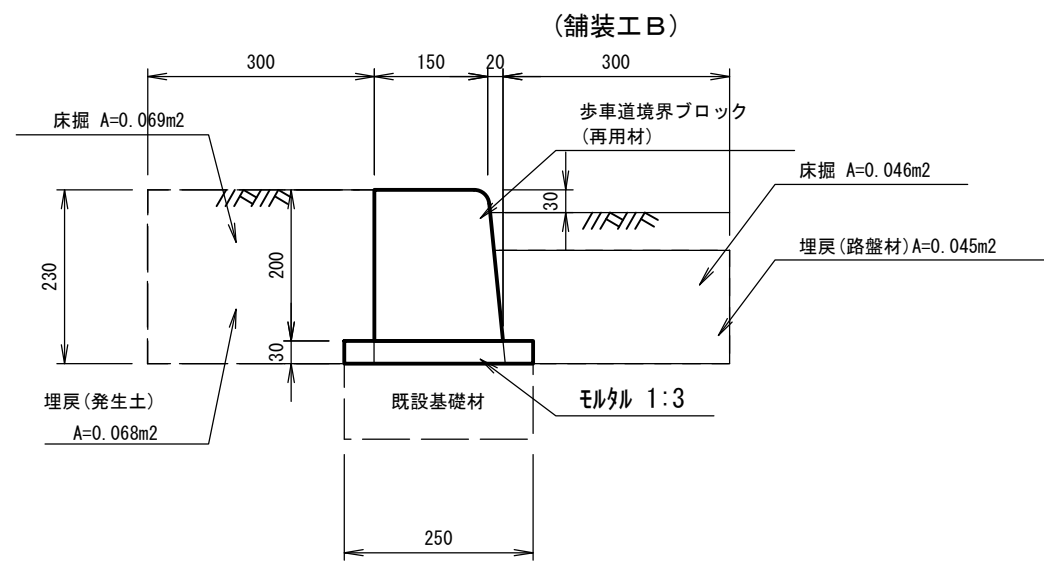 (舗装工Ｂ)
300
150
20
300
床掘 A=0.069m2
歩車道境界ブロック
(再用材)
床掘 A=0.046m2
30
230
200
埋戻(路盤材)A=0.045m2
30
埋戻(発生土)
A=0.068m2
既設基礎材
ﾓﾙﾀﾙ 1:3
250